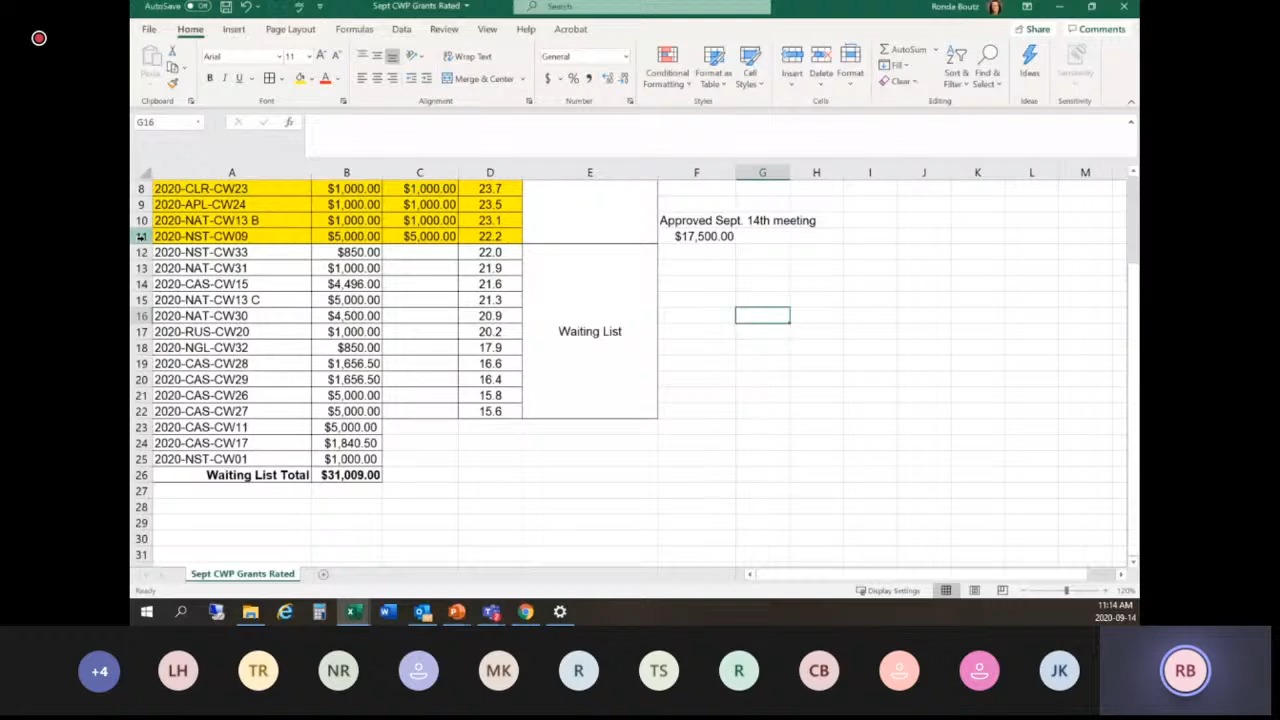 AutoSave Off
Sept CWP Grants Rated
Search
Ronda Boutz
File Home Insert Page Layout Formulas Data Review View Help Acrobat
Share Comments
Paste
Arial 11
B I U
Wrap Text
Merge & Center
General
Conditional Formatting
Format as Table
Cell Styles
Insert Delete Format
AutoSum
Fill
Clear
Sort & Filter
Find & Select
Ideas
Sensitivity
Clipboard Font Alignment Number Styles Cells Editing Ideas Sensitivity
G16
A B C D E F G H I J K L M
8 2020-CLR-CW23 $1,000.00 $1,000.00 23.7
9 2020-APL-CW24 $1,000.00 $1,000.00 23.5
10 2020-NAT-CW13 B $1,000.00 $1,000.00 23.1 Approved Sept. 14th meeting
11 2020-NST-CW09 $5,000.00 $5,000.00 22.2 $17,500.00
12 2020-NST-CW33 $850.00 22.0
13 2020-NAT-CW31 $1,000.00 21.9
14 2020-CAS-CW15 $4,496.00 21.6
15 2020-NAT-CW13 C $5,000.00 21.3
16 2020-NAT-CW30 $4,500.00 20.9
17 2020-RUS-CW20 $1,000.00 20.2 Waiting List
18 2020-NGL-CW32 $850.00 17.9
19 2020-CAS-CW28 $1,656.50 16.6
20 2020-CAS-CW29 $1,656.50 16.4
21 2020-CAS-CW26 $5,000.00 15.8
22 2020-CAS-CW27 $5,000.00 15.6
23 2020-CAS-CW11 $5,000.00
24 2020-CAS-CW17 $1,840.50
25 2020-NST-CW01 $1,000.00
26 Waiting List Total $31,009.00
27
28
29
30
31
Sept CWP Grants Rated
Ready
Display Settings
120%
11:14 AM
2020-09-14
+4 LH TR NR MK R TS R CB JK RB